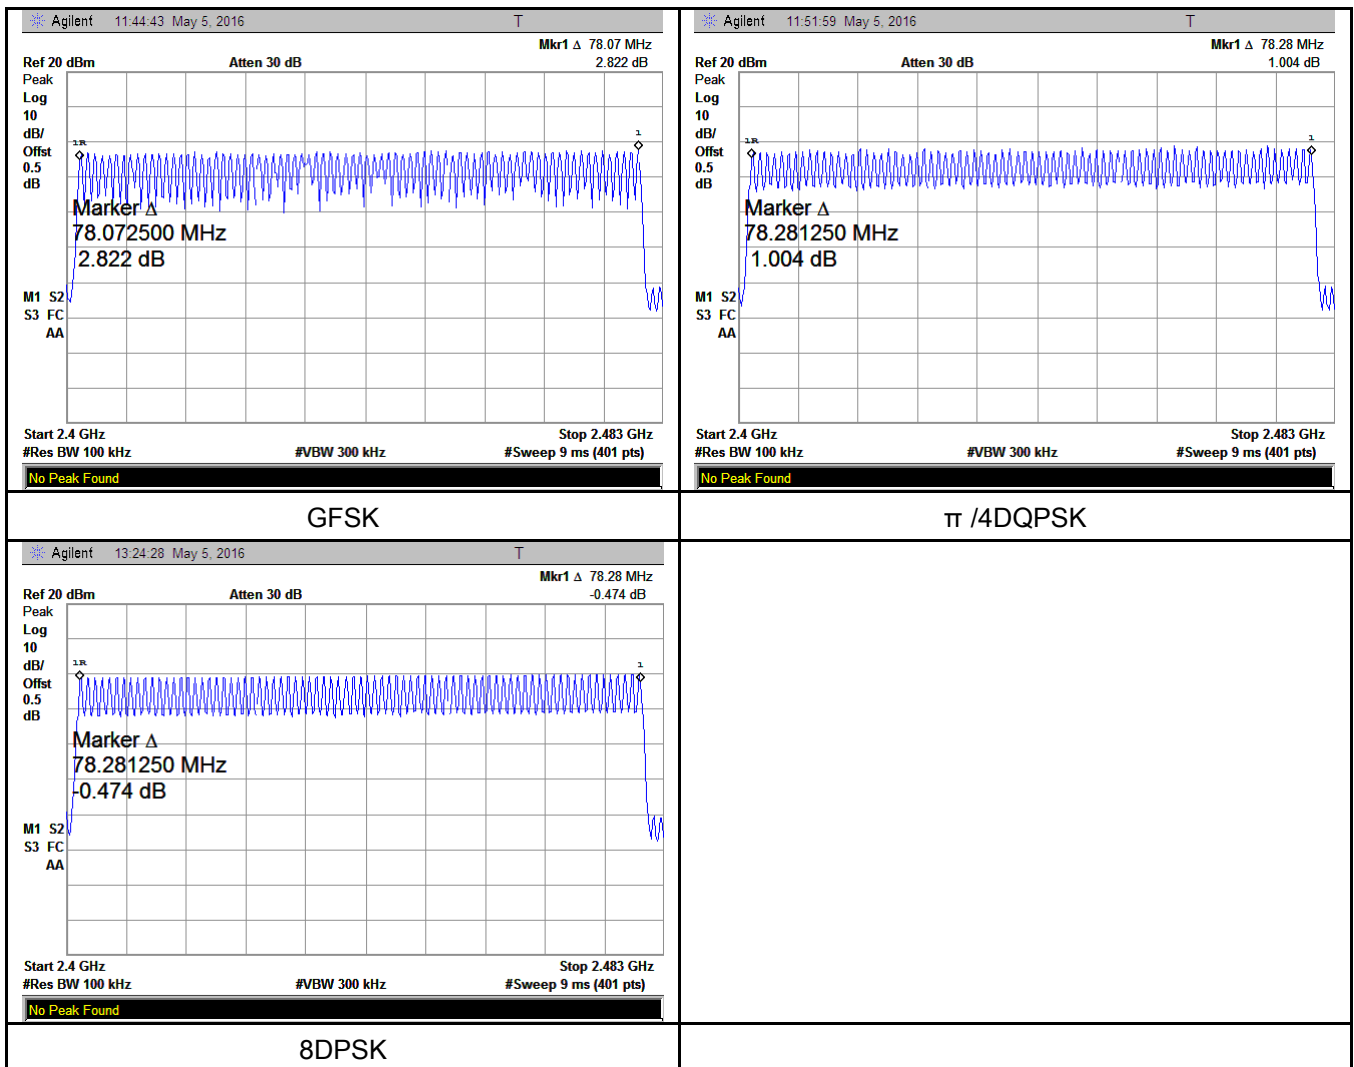 Agilent 11:44:43 May 5, 2016 T
Mkr1 Δ 78.07 MHz
Ref 20 dBm Atten 30 dB 2.822 dB
Peak
Log
10
dB/
Offst
0.5
dB
1R
1
Marker Δ
78.072500 MHz
2.822 dB
M1 S2
S3 FC
AA
Start 2.4 GHz Stop 2.483 GHz
#Res BW 100 kHz #VBW 300 kHz #Sweep 9 ms (401 pts)
No Peak Found
GFSK
Agilent 11:51:59 May 5, 2016 T
Mkr1 Δ 78.28 MHz
Ref 20 dBm Atten 30 dB 1.004 dB
Peak
Log
10
dB/
Offst
0.5
dB
1R
1
Marker Δ
78.281250 MHz
1.004 dB
M1 S2
S3 FC
AA
Start 2.4 GHz Stop 2.483 GHz
#Res BW 100 kHz #VBW 300 kHz #Sweep 9 ms (401 pts)
No Peak Found
π /4DQPSK
Agilent 13:24:28 May 5, 2016 T
Mkr1 Δ 78.28 MHz
Ref 20 dBm Atten 30 dB -0.474 dB
Peak
Log
10
dB/
Offst
0.5
dB
1R
1
Marker Δ
78.281250 MHz
-0.474 dB
M1 S2
S3 FC
AA
Start 2.4 GHz Stop 2.483 GHz
#Res BW 100 kHz #VBW 300 kHz #Sweep 9 ms (401 pts)
No Peak Found
8DPSK